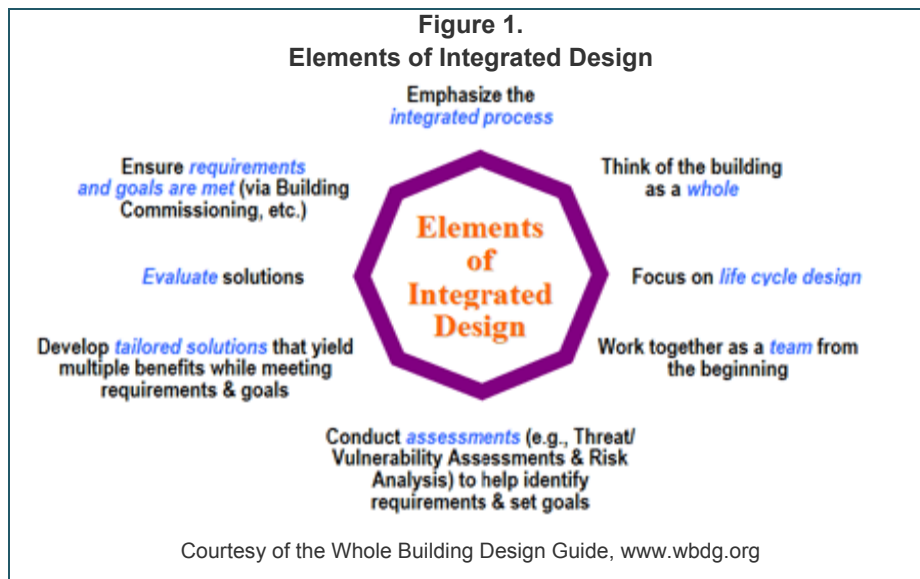 Figure 1.
Elements of Integrated Design
Emphasize the
integrated process
Think of the building
as a whole
Focus on life cycle design
Work together as a team from
the beginning
Conduct assessments (e.g., Threat/
Vulnerability Assessments & Risk
Analysis) to help identify
requirements & set goals
Develop tailored solutions that yield
multiple benefits while meeting
requirements & goals
Evaluate solutions
Ensure requirements
and goals are met (via Building
Commissioning, etc.)
Elements
of
Integrated
Design
Courtesy of the Whole Building Design Guide, www.wbdg.org